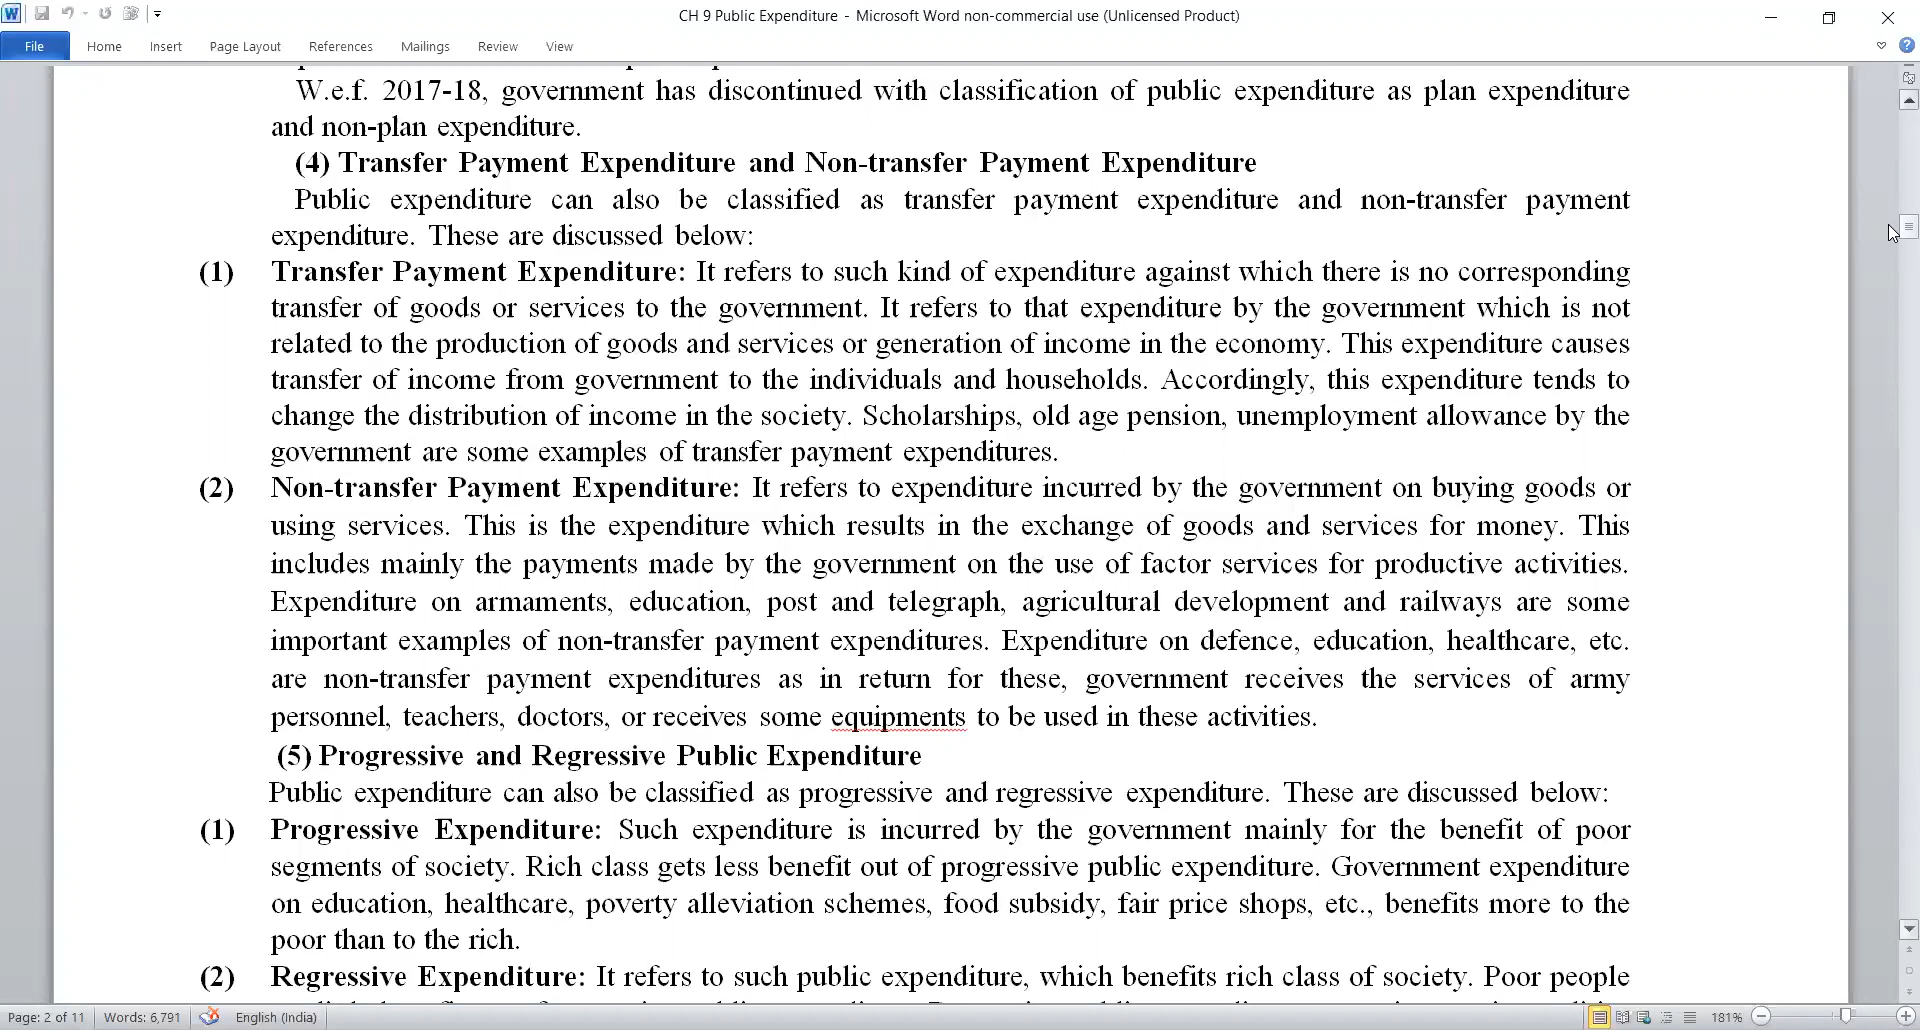 CH 9 Public Expenditure - Microsoft Word non-commercial use (Unlicensed Product)
File Home Insert Page Layout References Mailings Review View
W.e.f. 2017-18, government has discontinued with classification of public expenditure as plan expenditure
and non-plan expenditure.
(4) Transfer Payment Expenditure and Non-transfer Payment Expenditure
Public expenditure can also be classified as transfer payment expenditure and non-transfer payment
expenditure. These are discussed below:
(1) Transfer Payment Expenditure: It refers to such kind of expenditure against which there is no corresponding
transfer of goods or services to the government. It refers to that expenditure by the government which is not
related to the production of goods and services or generation of income in the economy. This expenditure causes
transfer of income from government to the individuals and households. Accordingly, this expenditure tends to
change the distribution of income in the society. Scholarships, old age pension, unemployment allowance by the
government are some examples of transfer payment expenditures.
(2) Non-transfer Payment Expenditure: It refers to expenditure incurred by the government on buying goods or
using services. This is the expenditure which results in the exchange of goods and services for money. This
includes mainly the payments made by the government on the use of factor services for productive activities.
Expenditure on armaments, education, post and telegraph, agricultural development and railways are some
important examples of non-transfer payment expenditures. Expenditure on defence, education, healthcare, etc.
are non-transfer payment expenditures as in return for these, government receives the services of army
personnel, teachers, doctors, or receives some equipments to be used in these activities.
(5) Progressive and Regressive Public Expenditure
Public expenditure can also be classified as progressive and regressive expenditure. These are discussed below:
(1) Progressive Expenditure: Such expenditure is incurred by the government mainly for the benefit of poor
segments of society. Rich class gets less benefit out of progressive public expenditure. Government expenditure
on education, healthcare, poverty alleviation schemes, food subsidy, fair price shops, etc., benefits more to the
poor than to the rich.
(2) Regressive Expenditure: It refers to such public expenditure, which benefits rich class of society. Poor people
Page: 2 of 11 Words: 6,791 English (India) 181%